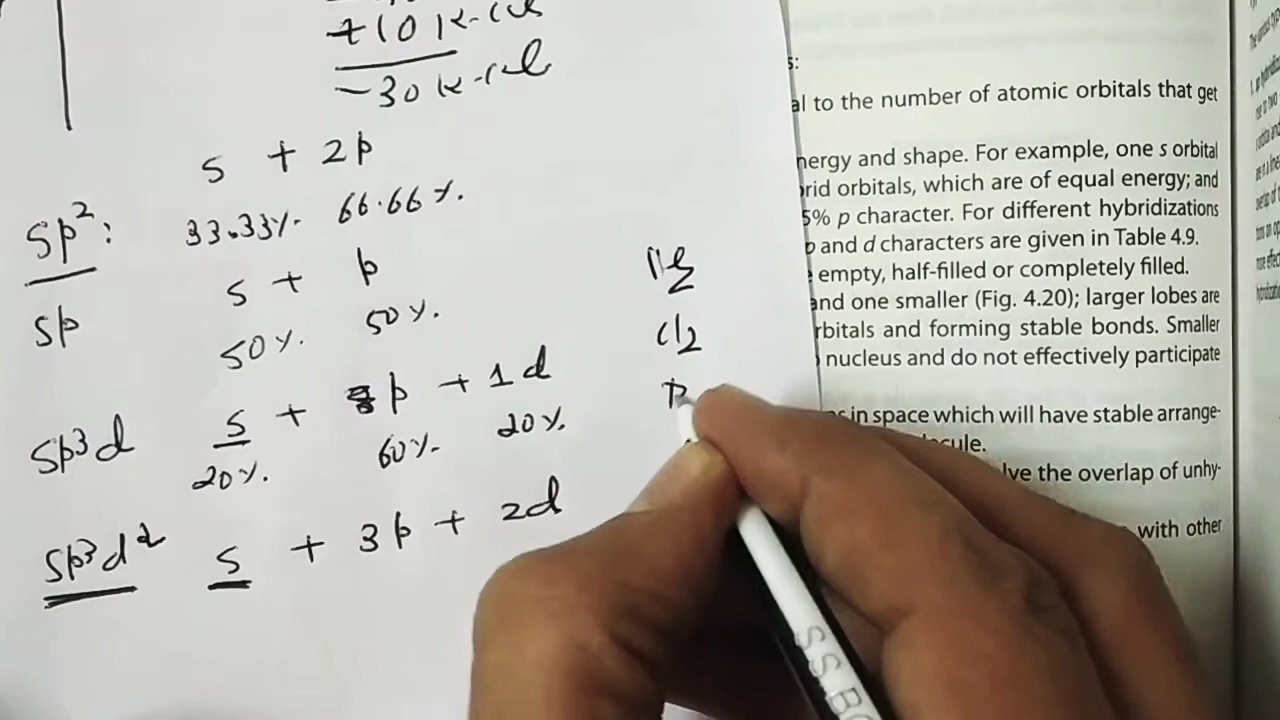 +10 k-cal
-30 k-cal
s + 2p
sp²: 33.33% 66.66%
s + p
sp 50% 50%
sp³d s + p + 1d
20% 60% 20%
sp³d² s + 3p + 2d
Cl2
s:
al to the number of atomic orbitals that get
nergy and shape. For example, one s orbital
rid orbitals, which are of equal energy; and
5% p character. For different hybridizations
p and d characters are given in Table 4.9.
empty, half-filled or completely filled.
and one smaller (Fig. 4.20); larger lobes are
rbitals and forming stable bonds. Smaller
nucleus and do not effectively participate
in space which will have stable arrange-
cule.
lve the overlap of unhy-
with other
S.S.BO